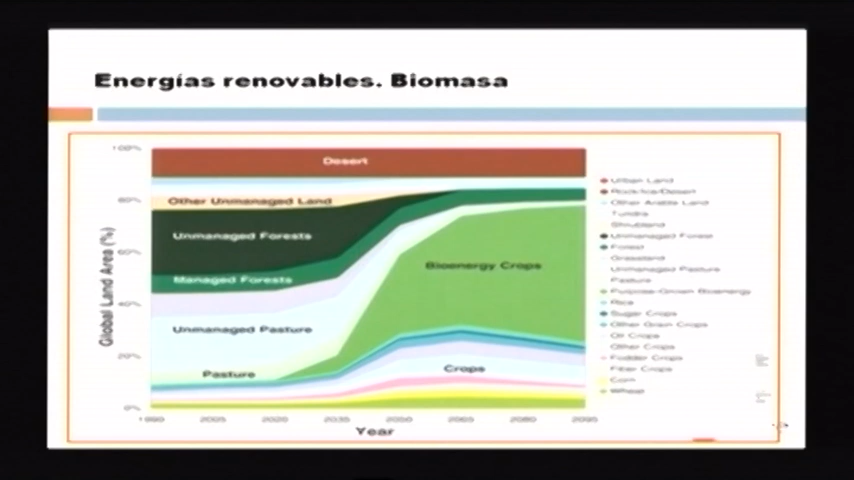 Energías renovables. Biomasa
100%
Desert
80%
Other Unmanaged Land
Unmanaged Forests
60%
Bioenergy Crops
Managed Forests
40%
Unmanaged Pasture
20%
Pasture
Crops
0%
1990 2005 2020 2035 2050 2065 2080 2095
Year
Global Land Area (%)
Urban Land
Rock/Ice/Desert
Other Arable Land
Tundra
Shrubland
Unmanaged Forest
Forest
Grassland
Unmanaged Pasture
Pasture
Purpose-Grown Bioenergy
Rice
Sugar Crops
Other Grain Crops
Oil Crops
Other Crops
Fodder Crops
Fiber Crops
Corn
Wheat